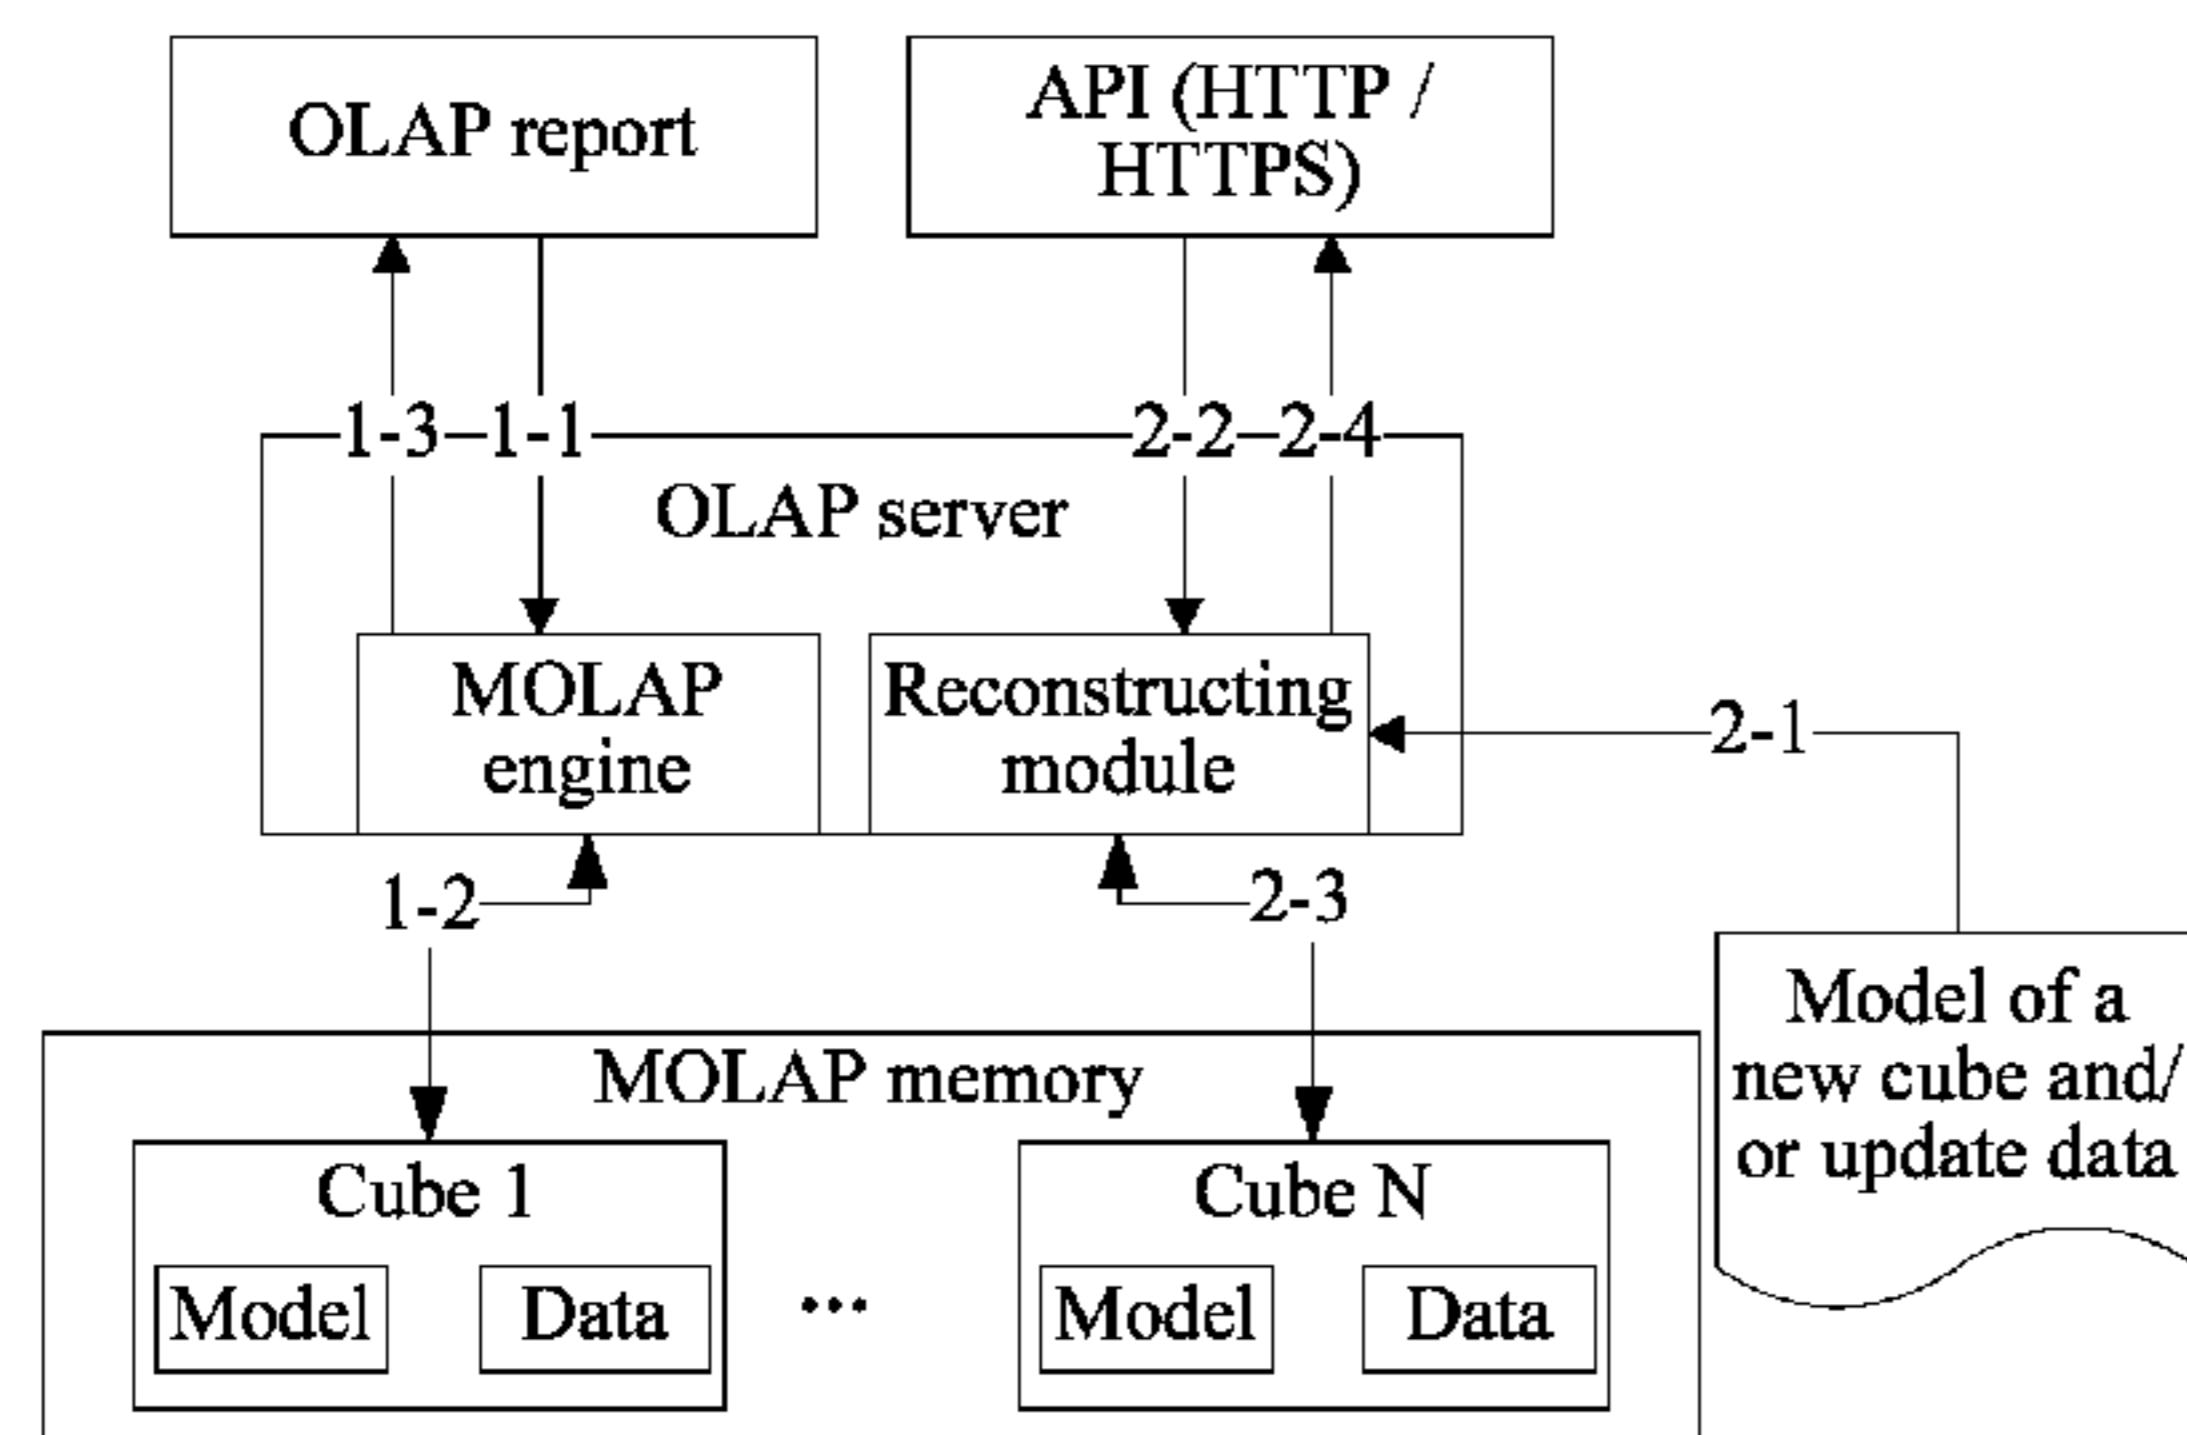 OLAP report
API (HTTP /
HTTPS)
1-3
1-1
2-2
2-4
OLAP server
MOLAP
engine
Reconstructing
module
2-1
1-2
2-3
Model of a
new cube and/
or update data
MOLAP memory
Cube 1
Model
Data
...
Cube N
Model
Data